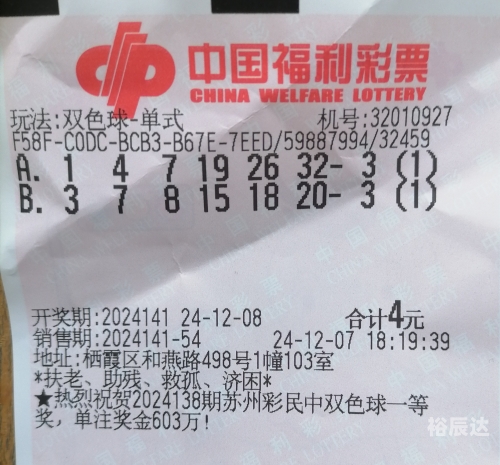 中国福利彩票
CHINA WELFARE LOTTERY
玩法:双色球-单式 机号:32010927
F58F-C0DC-BCB3-B67E-7EED/59887994/32459
A. 1 4 7 19 26 32- 3 (1)
B. 3 7 8 15 18 20- 3 (1)
开奖期:2024141 24-12-08 合计4元
销售期:2024141-54 24-12-07 18:19:39
地址:栖霞区和燕路498号1幢103室
*扶老、助残、救孤、济困*
★热烈祝贺2024138期苏州彩民中双色球一等
奖,单注奖金603万!
裕辰达